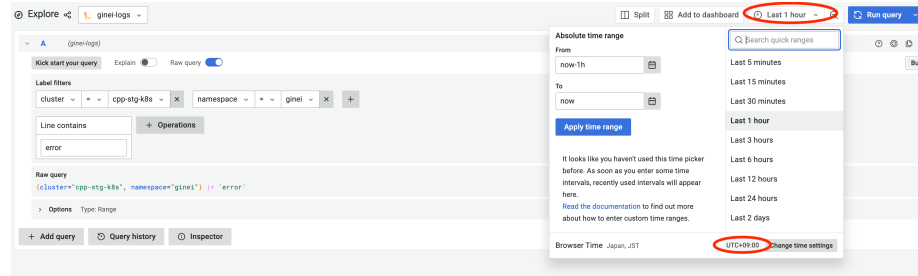 Explore ginei-logs Split Add to dashboard Last 1 hour Run query
A (ginei-logs)
Kick start your query Explain Raw query Bu
Label filters
cluster = cpp-stg-k8s × namespace = ginei × +
Line contains + Operations
error
Raw query
{cluster="cpp-stg-k8s", namespace="ginei"} |= `error`
> Options Type: Range
+ Add query Query history Inspector
Absolute time range
From
now-1h
To
now
Apply time range
It looks like you haven't used this time picker
before. As soon as you enter some time
intervals, recently used intervals will appear
here.
Read the documentation to find out more
about how to enter custom time ranges.
Search quick ranges
Last 5 minutes
Last 15 minutes
Last 30 minutes
Last 1 hour
Last 3 hours
Last 6 hours
Last 12 hours
Last 24 hours
Last 2 days
Browser Time Japan, JST UTC+09:00 Change time settings